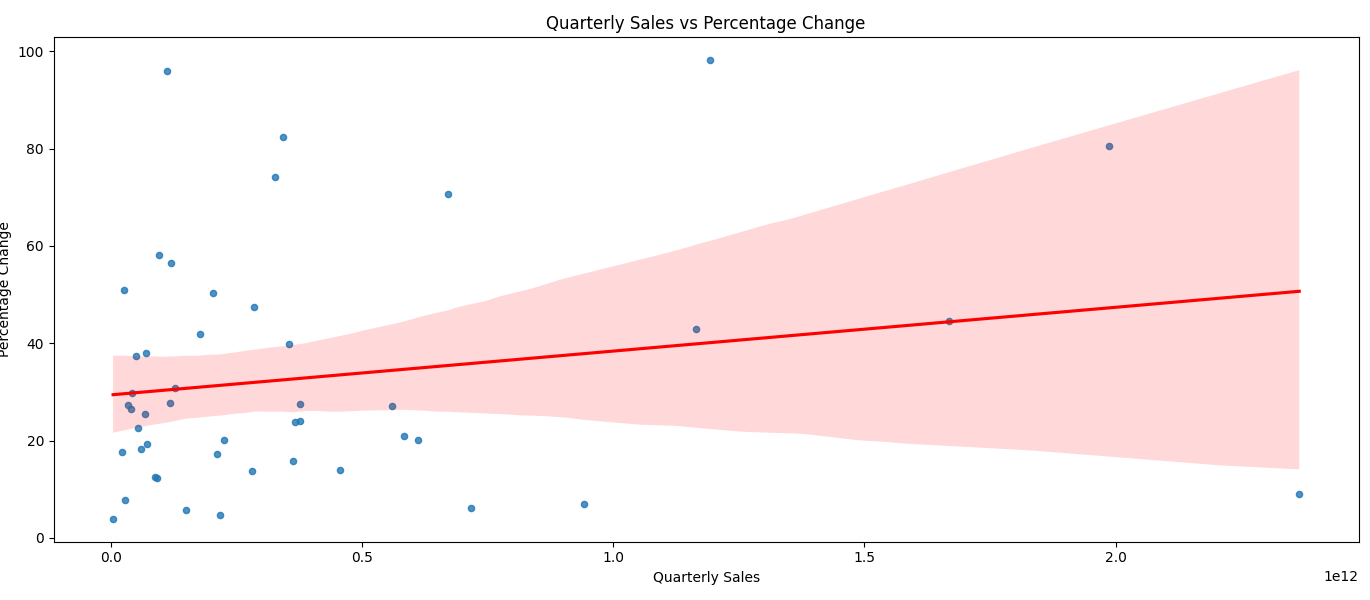 Quarterly Sales vs Percentage Change
100
80
60
40
20
0
Percentage Change
0.0 0.5 1.0 1.5 2.0
1e12
Quarterly Sales